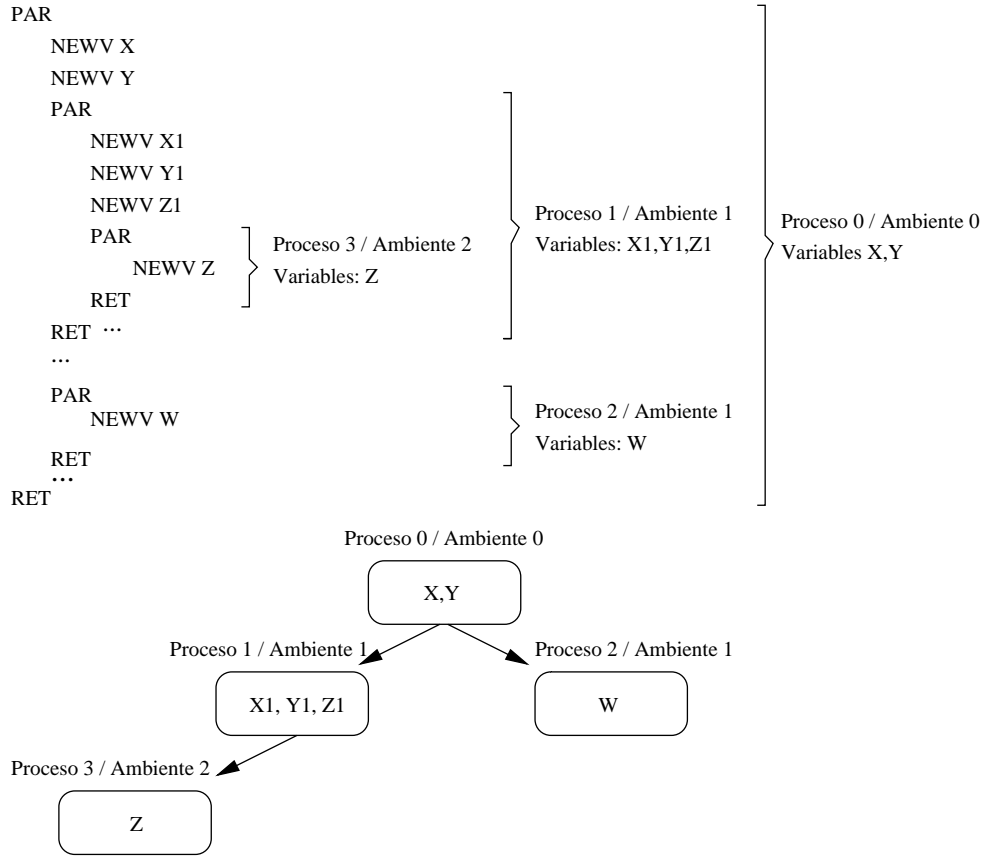 PAR
NEWV X
NEWV Y
PAR
NEWV X1
NEWV Y1
NEWV Z1
PAR
NEWV Z
RET
RET ...
...
PAR
NEWV W
RET
...
RET
Proceso 3 / Ambiente 2
Variables: Z
Proceso 1 / Ambiente 1
Variables: X1,Y1,Z1
Proceso 2 / Ambiente 1
Variables: W
Proceso 0 / Ambiente 0
Variables X,Y
Proceso 0 / Ambiente 0
X,Y
Proceso 1 / Ambiente 1
X1, Y1, Z1
Proceso 2 / Ambiente 1
W
Proceso 3 / Ambiente 2
Z